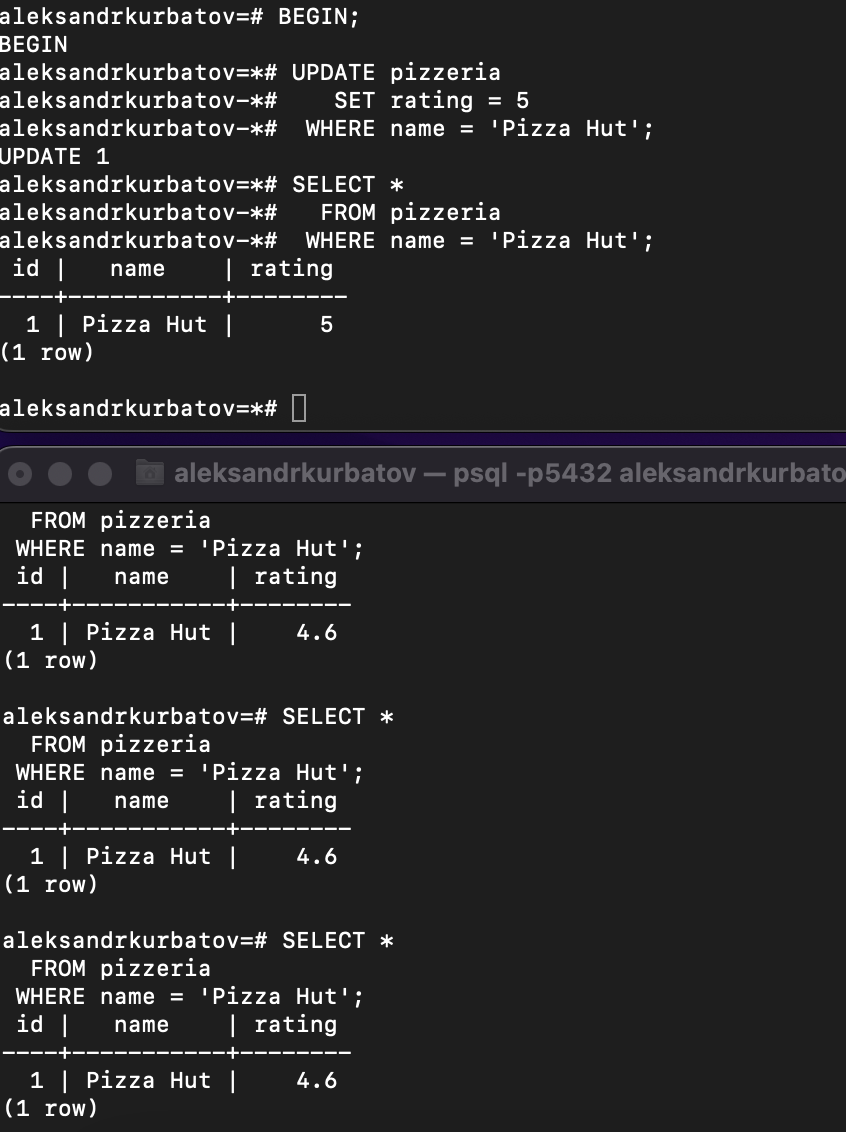 aleksandrkurbatov=# BEGIN;
BEGIN
aleksandrkurbatov=*# UPDATE pizzeria
aleksandrkurbatov-*#    SET rating = 5
aleksandrkurbatov-*#  WHERE name = 'Pizza Hut';
UPDATE 1
aleksandrkurbatov=*# SELECT *
aleksandrkurbatov-*#   FROM pizzeria
aleksandrkurbatov-*#  WHERE name = 'Pizza Hut';
 id |   name    | rating
----+-----------+--------
  1 | Pizza Hut |      5
(1 row)

aleksandrkurbatov=*#
aleksandrkurbatov — psql -p5432 aleksandrkurbato
  FROM pizzeria
 WHERE name = 'Pizza Hut';
 id |   name    | rating
----+-----------+--------
  1 | Pizza Hut |    4.6
(1 row)

aleksandrkurbatov=# SELECT *
  FROM pizzeria
 WHERE name = 'Pizza Hut';
 id |   name    | rating
----+-----------+--------
  1 | Pizza Hut |    4.6
(1 row)

aleksandrkurbatov=# SELECT *
  FROM pizzeria
 WHERE name = 'Pizza Hut';
 id |   name    | rating
----+-----------+--------
  1 | Pizza Hut |    4.6
(1 row)